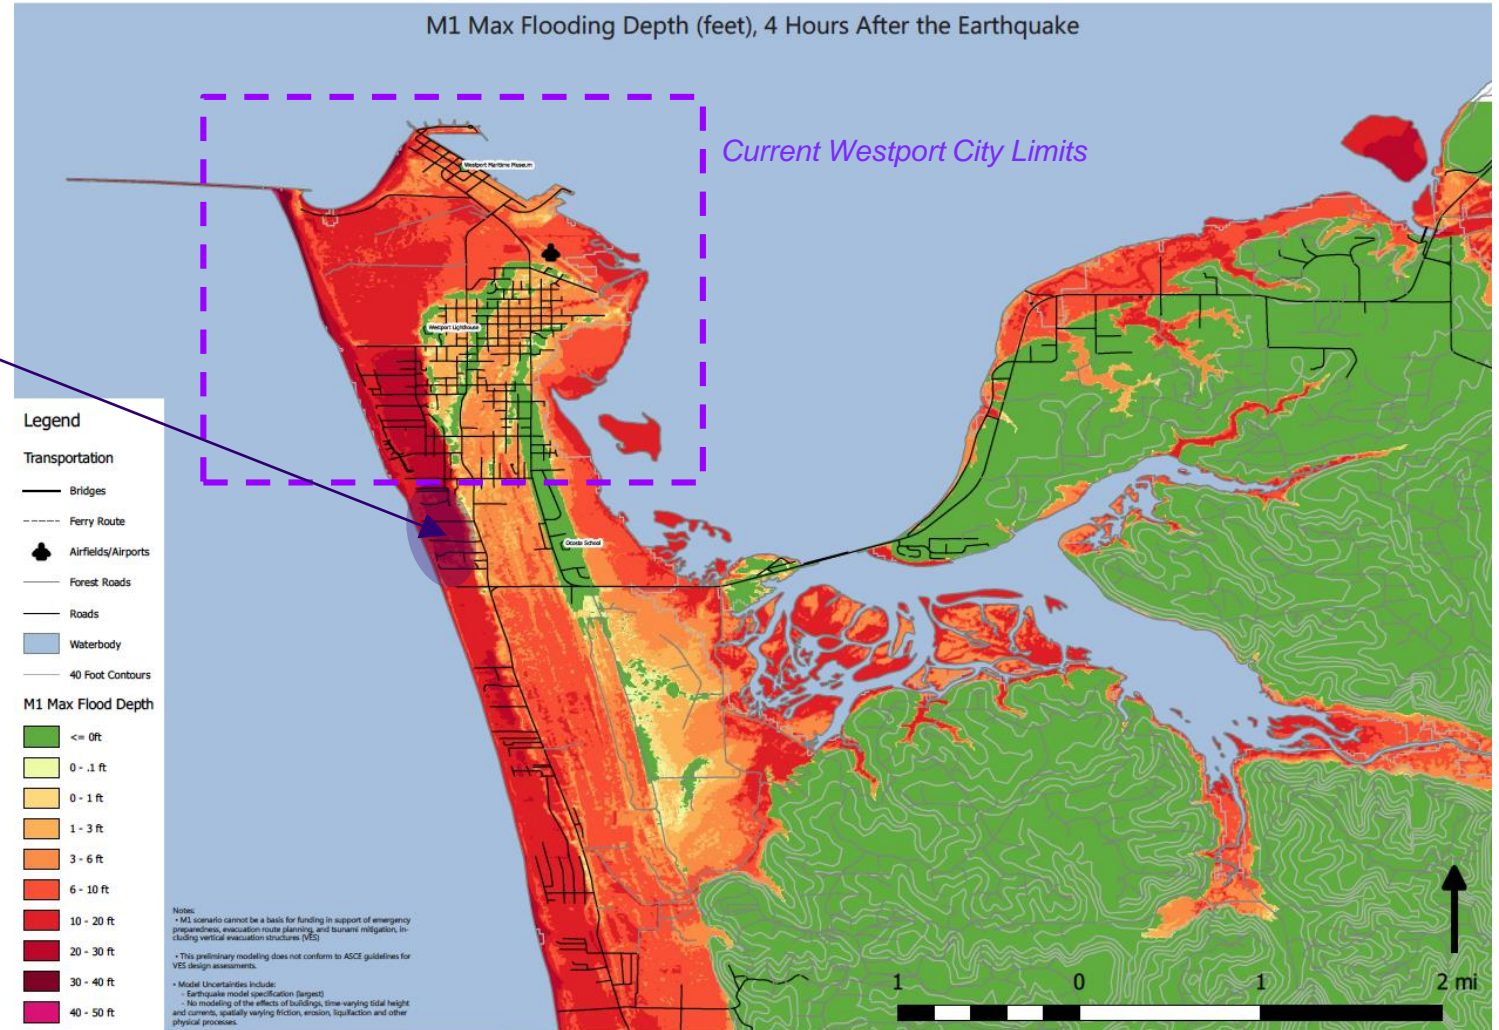 M1 Max Flooding Depth (feet), 4 Hours After the Earthquake
Current Westport City Limits
Westport Maritime Museum
Westport Lighthouse
Ocosta School
Legend
Transportation
Bridges
Ferry Route
Airfields/Airports
Forest Roads
Roads
Waterbody
40 Foot Contours
M1 Max Flood Depth
<= 0ft
0 - .1 ft
0 - 1 ft
1 - 3 ft
3 - 6 ft
6 - 10 ft
10 - 20 ft
20 - 30 ft
30 - 40 ft
40 - 50 ft
Notes:
• M1 scenario cannot be a basis for funding in support of emergency
preparedness, evacuation route planning, and tsunami mitigation, in-
cluding vertical evacuation structures (VES)
• This preliminary modeling does not conform to ASCE guidelines for
VES design assessments.
• Model Uncertainties include:
- Earthquake model specification (largest)
- No modeling of the effects of buildings, time-varying tidal height
and currents, spatially varying friction, erosion, liquifaction and other
physical processes.
1 0 1 2 mi